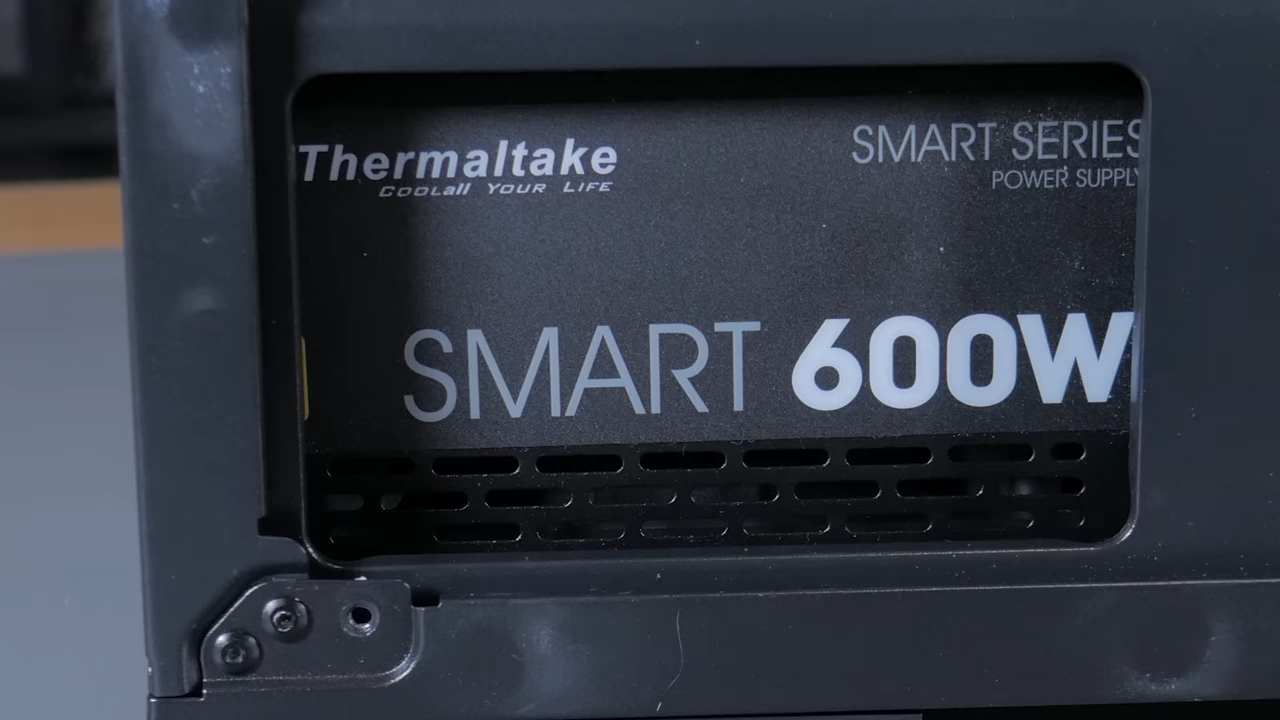 Thermaltake
COOLall YOUR LIFE
SMART SERIES
POWER SUPPLY
SMART 600W